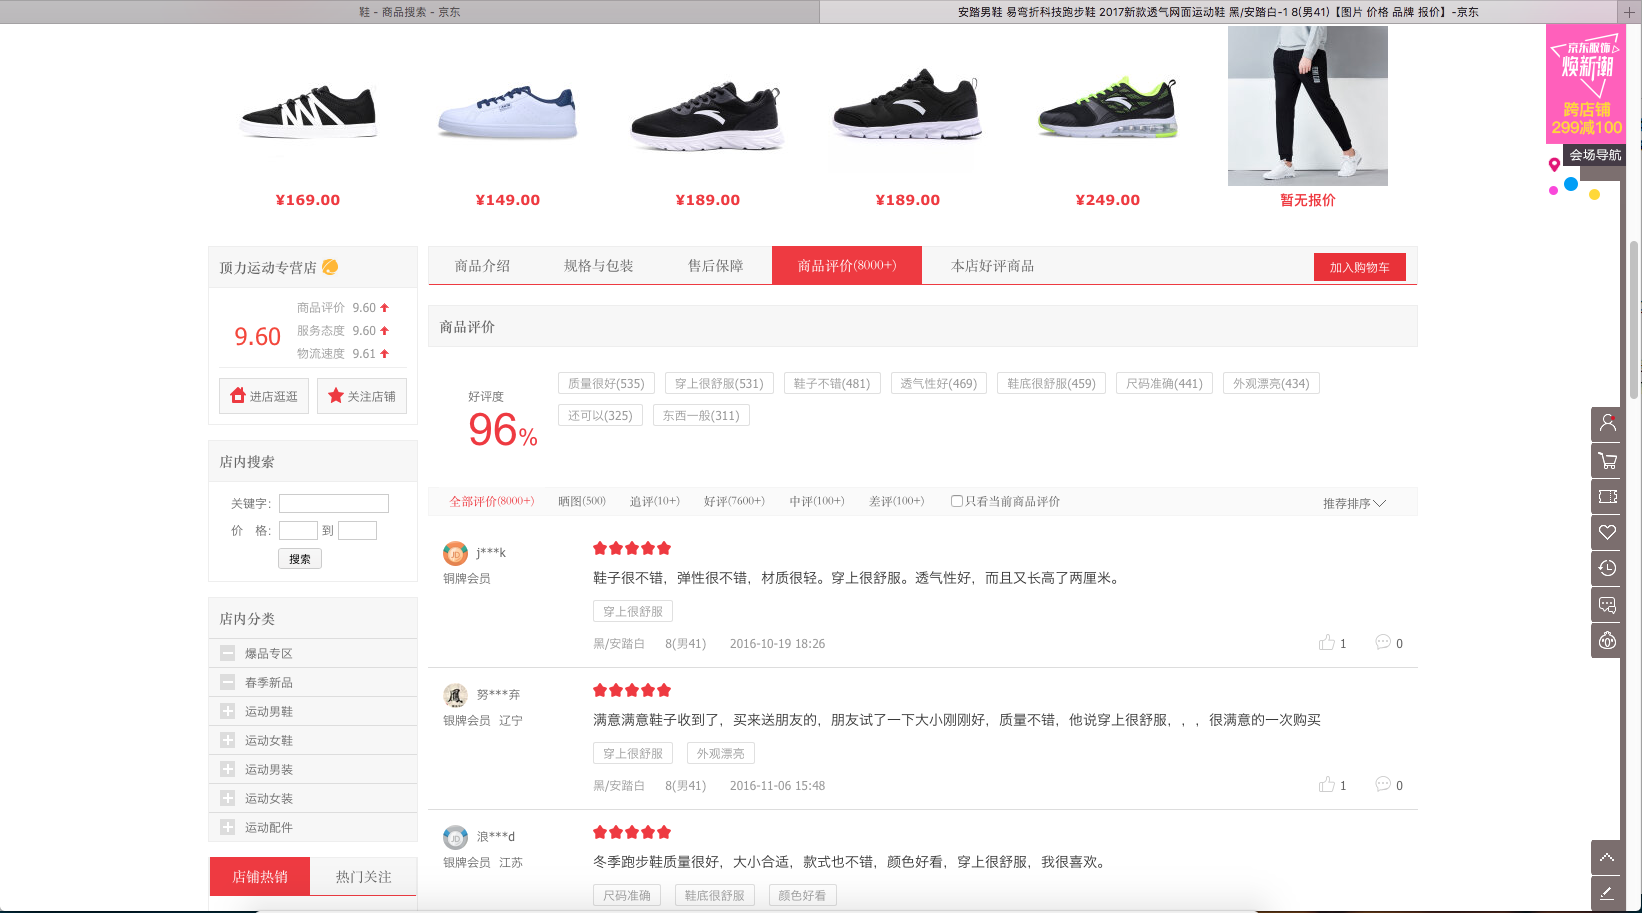 鞋 - 商品搜索 - 京东
安踏男鞋 易弯折科技跑步鞋 2017新款透气网面运动鞋 黑/安踏白-1 8(男41)【图片 价格 品牌 报价】-京东
京东服饰
焕新潮
跨店铺
299减100
会场导航
¥169.00
¥149.00
¥189.00
¥189.00
¥249.00
暂无报价
顶力运动专营店
9.60
商品评价 9.60
服务态度 9.60
物流速度 9.61
进店逛逛
关注店铺
店内搜索
关键字：
价 格： 到
搜索
店内分类
爆品专区
春季新品
运动男鞋
运动女鞋
运动男装
运动女装
运动配件
店铺热销 热门关注
商品介绍 规格与包装 售后保障 商品评价(8000+) 本店好评商品 加入购物车
商品评价
好评度
96%
质量很好(535) 穿上很舒服(531) 鞋子不错(481) 透气性好(469) 鞋底很舒服(459) 尺码准确(441) 外观漂亮(434)
还可以(325) 东西一般(311)
全部评价(8000+) 晒图(500) 追评(10+) 好评(7600+) 中评(100+) 差评(100+) 只看当前商品评价 推荐排序
j***k
铜牌会员
鞋子很不错，弹性很不错，材质很轻。穿上很舒服。透气性好，而且又长高了两厘米。
穿上很舒服
黑/安踏白 8(男41) 2016-10-19 18:26 1 0
努***弃
银牌会员 辽宁
满意满意鞋子收到了，买来送朋友的，朋友试了一下大小刚刚好，质量不错，他说穿上很舒服，，，很满意的一次购买
穿上很舒服 外观漂亮
黑/安踏白 8(男41) 2016-11-06 15:48 1 0
浪***d
银牌会员 江苏
冬季跑步鞋质量很好，大小合适，款式也不错，颜色好看，穿上很舒服，我很喜欢。
尺码准确 鞋底很舒服 颜色好看